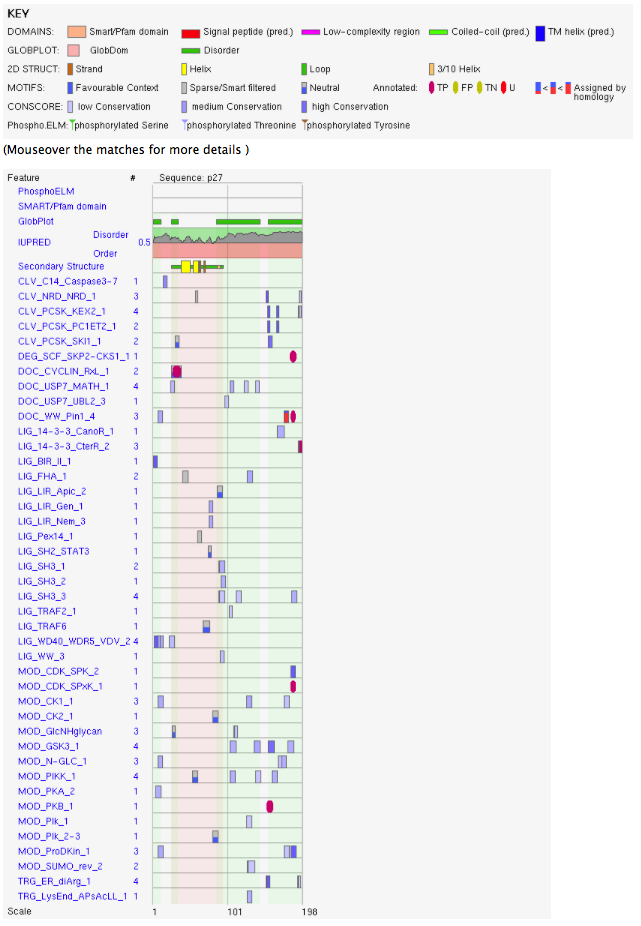 KEY
DOMAINS: Smart/Pfam domain Signal peptide (pred.) Low-complexity region Coiled-coil (pred.) TM helix (pred.)
GLOBPLOT: GlobDom Disorder
2D STRUCT: Strand Helix Loop 3/10 Helix
MOTIFS: Favourable Context Sparse/Smart filtered Neutral Annotated: TP FP TN U < < Assigned by homology
CONSCORE: low Conservation medium Conservation high Conservation
Phospho.ELM: phosphorylated Serine phosphorylated Threonine phosphorylated Tyrosine
(Mouseover the matches for more details )
Feature # Sequence: p27
PhosphoELM
SMART/Pfam domain
GlobPlot
Disorder
IUPRED 0.5
Order
Secondary Structure
CLV_C14_Caspase3-7 1
CLV_NRD_NRD_1 3
CLV_PCSK_KEX2_1 4
CLV_PCSK_PC1ET2_1 2
CLV_PCSK_SKI1_1 2
DEG_SCF_SKP2-CKS1_1 1
DOC_CYCLIN_RxL_1 2
DOC_USP7_MATH_1 4
DOC_USP7_UBL2_3 1
DOC_WW_Pin1_4 3
LIG_14-3-3_CanoR_1 1
LIG_14-3-3_CterR_2 3
LIG_BIR_II_1 1
LIG_FHA_1 2
LIG_LIR_Apic_2 1
LIG_LIR_Gen_1 1
LIG_LIR_Nem_3 1
LIG_Pex14_1 1
LIG_SH2_STAT3 1
LIG_SH3_1 2
LIG_SH3_2 1
LIG_SH3_3 4
LIG_TRAF2_1 1
LIG_TRAF6 1
LIG_WD40_WDR5_VDV_2 4
LIG_WW_3 1
MOD_CDK_SPK_2 1
MOD_CDK_SPxK_1 1
MOD_CK1_1 3
MOD_CK2_1 1
MOD_GlcNHglycan 3
MOD_GSK3_1 4
MOD_N-GLC_1 3
MOD_PIKK_1 4
MOD_PKA_2 1
MOD_PKB_1 1
MOD_Plk_1 1
MOD_Plk_2-3 1
MOD_ProDKin_1 3
MOD_SUMO_rev_2 2
TRG_ER_diArg_1 4
TRG_LysEnd_APsAcLL_1 1
Scale 1 101 198